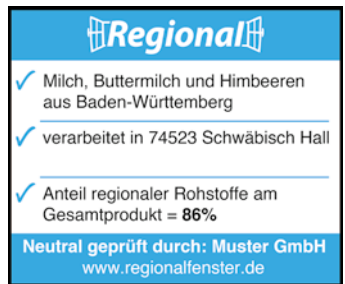 Regional
Milch, Buttermilch und Himbeeren
aus Baden-Württemberg
verarbeitet in 74523 Schwäbisch Hall
Anteil regionaler Rohstoffe am
Gesamtprodukt = 86%
Neutral geprüft durch: Muster GmbH
www.regionalfenster.de